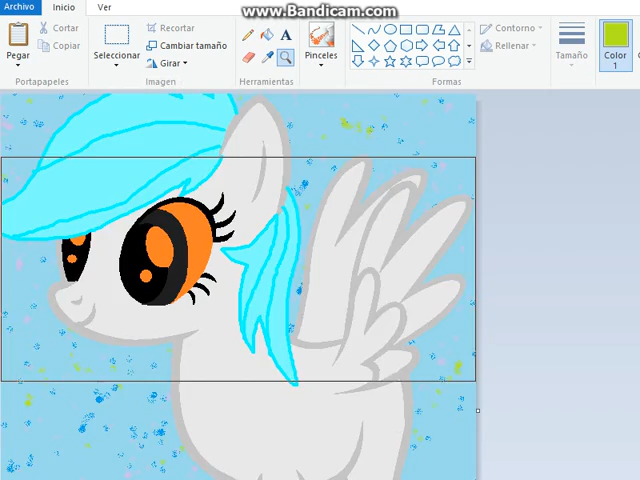 www.Bandicam.com
Archivo Inicio Ver
Pegar
Cortar
Copiar
Portapapeles
Seleccionar
Recortar
Cambiar tamaño
Girar
Imagen
Herramientas
Pinceles
Formas
Contorno
Rellenar
Tamaño
Color
1